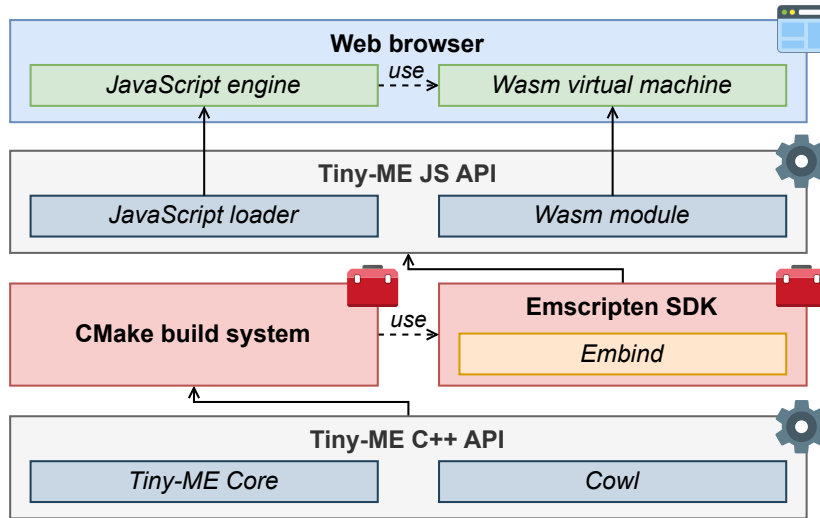 Web browser
JavaScript engine
use
Wasm virtual machine
Tiny-ME JS API
JavaScript loader
Wasm module
CMake build system
use
Emscripten SDK
Embind
Tiny-ME C++ API
Tiny-ME Core
Cowl